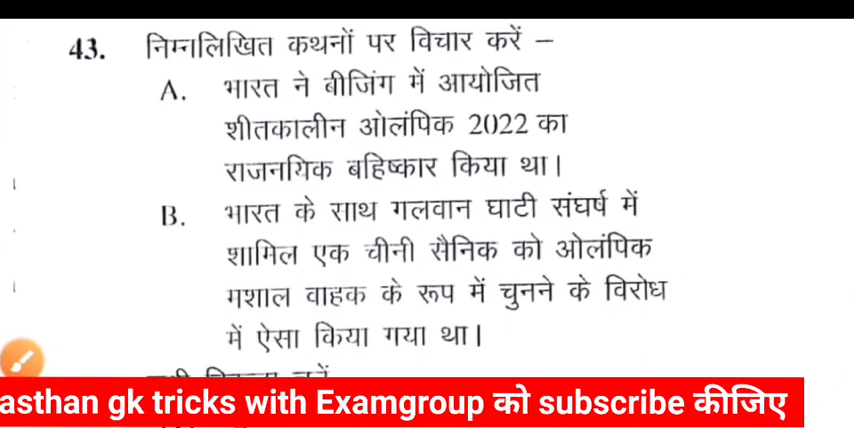 43. निम्नलिखित कथनों पर विचार करें –
A. भारत ने बीजिंग में आयोजित
शीतकालीन ओलंपिक 2022 का
राजनयिक बहिष्कार किया था।
B. भारत के साथ गलवान घाटी संघर्ष में
शामिल एक चीनी सैनिक को ओलंपिक
मशाल वाहक के रूप में चुनने के विरोध
में ऐसा किया गया था।
asthan gk tricks with Examgroup को subscribe कीजिए